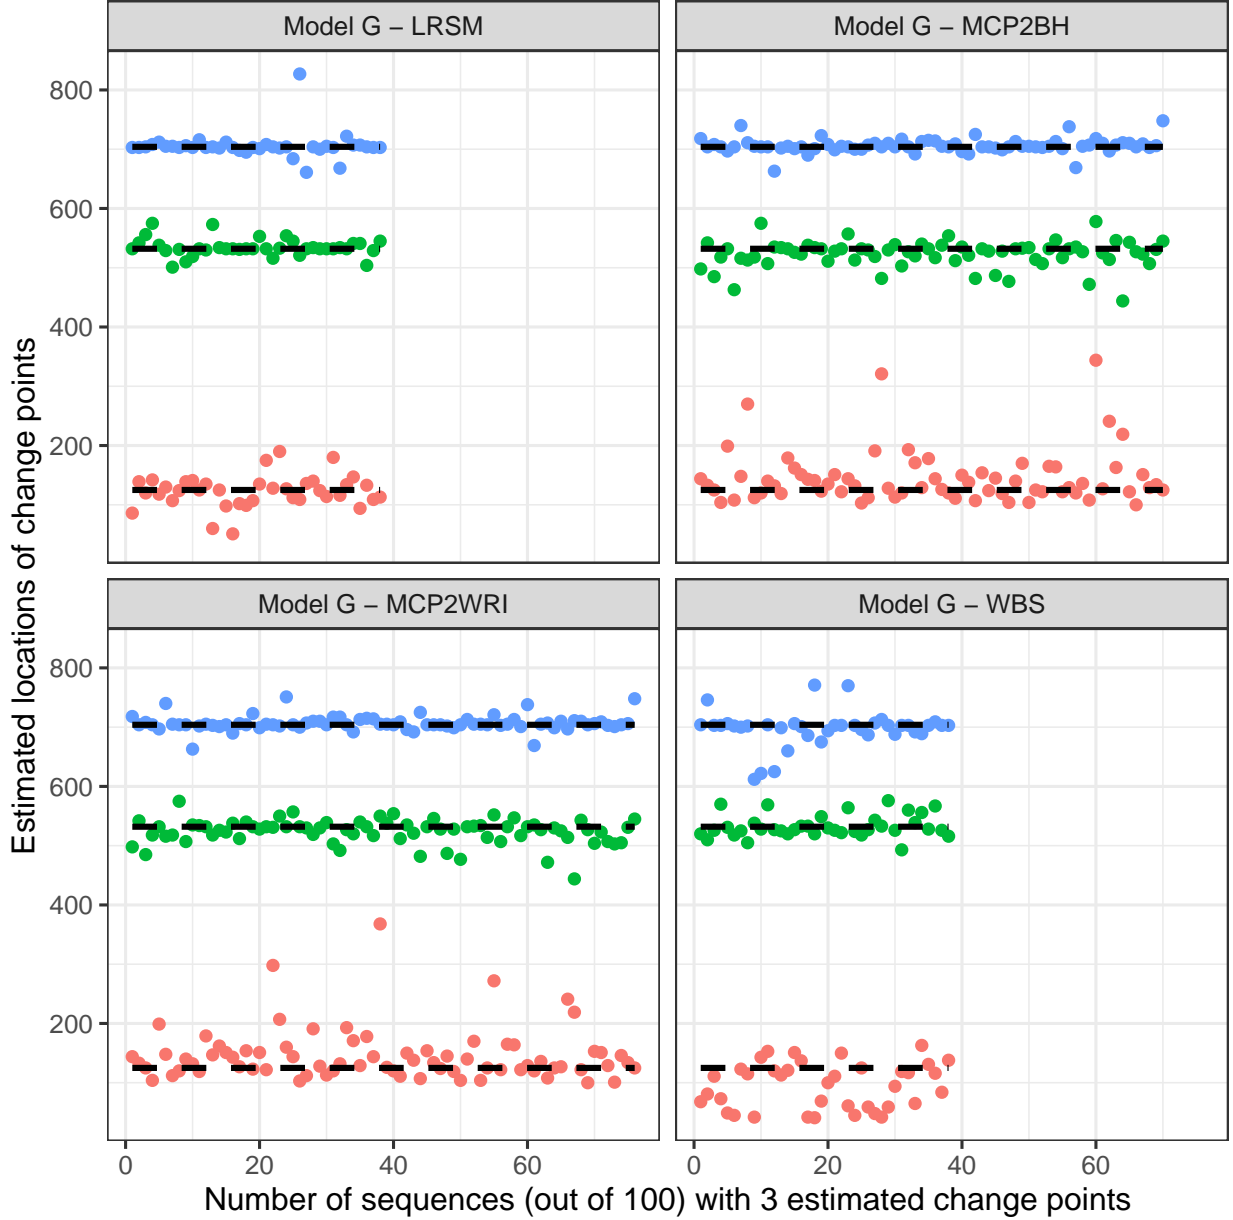 Model G − LRSM
Model G − MCP2BH
800
600
400
200
Model G − MCP2WRI
Model G − WBS
800
600
400
200
0
20
40
60
0
20
40
60
Number of sequences (out of 100) with 3 estimated change points
Estimated locations of change points